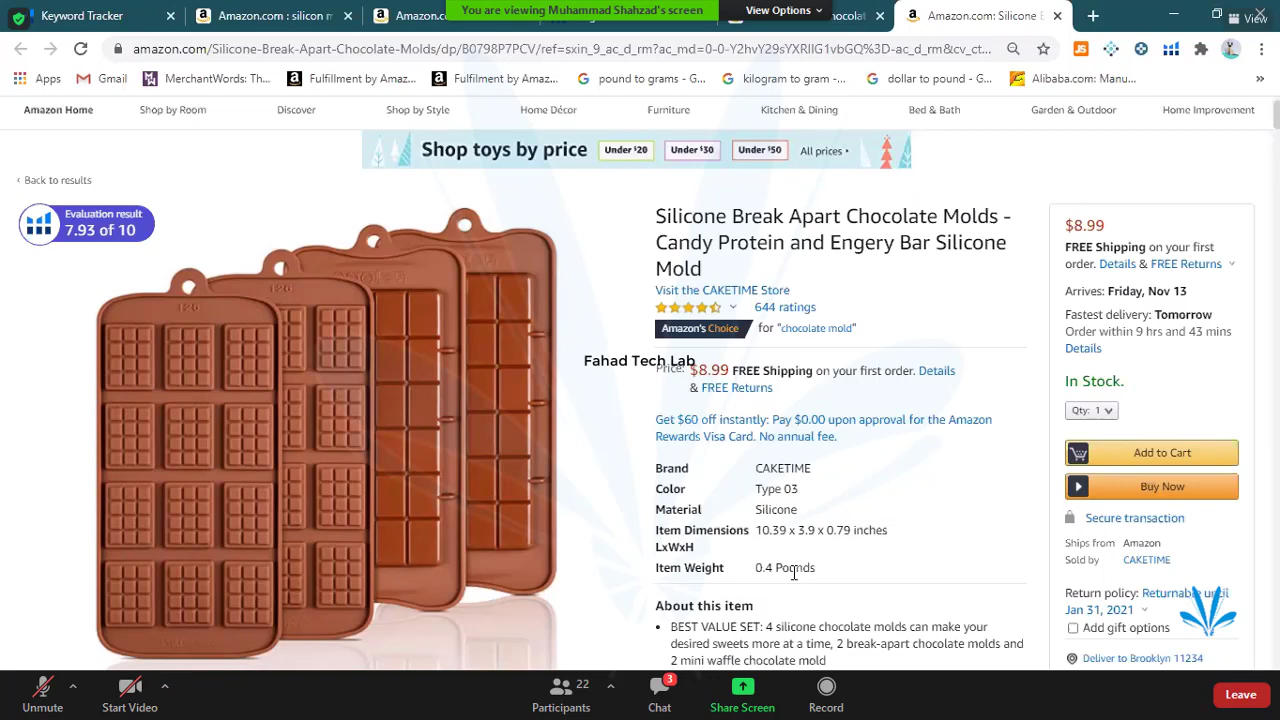 You are viewing Muhammad Shahzad's screen
View Options
Keyword Tracker
Amazon.com : silicon m
Amazon.com: Silicone E
View
amazon.com/Silicone-Break-Apart-Chocolate-Molds/dp/B0798P7PCV/ref=sxin_9_ac_d_rm?ac_md=0-0-Y2hvY29sYXRlIG1vbGQ%3D-ac_d_rm&cv_ct...
Apps
Gmail
MerchantWords: Th...
Fulfillment by Amaz...
Fulfilment by Amaz...
pound to grams - G...
kilogram to gram -...
dollar to pound - G...
Alibaba.com: Manu...
Amazon Home
Shop by Room
Discover
Shop by Style
Home Décor
Furniture
Kitchen & Dining
Bed & Bath
Garden & Outdoor
Home Improvement
Shop toys by price
Under $20
Under $30
Under $50
All prices
‹ Back to results
Evaluation result
7.93 of 10
Silicone Break Apart Chocolate Molds -
Candy Protein and Engery Bar Silicone
Mold
Visit the CAKETIME Store
644 ratings
Amazon's Choice for "chocolate mold"
Fahad Tech Lab
Price: $8.99 FREE Shipping on your first order. Details
& FREE Returns
Get $60 off instantly: Pay $0.00 upon approval for the Amazon
Rewards Visa Card. No annual fee.
Brand CAKETIME
Color Type 03
Material Silicone
Item Dimensions 10.39 x 3.9 x 0.79 inches
LxWxH
Item Weight 0.4 Pounds
About this item
• BEST VALUE SET: 4 silicone chocolate molds can make your
desired sweets more at a time, 2 break-apart chocolate molds and
2 mini waffle chocolate mold
$8.99
FREE Shipping on your first
order. Details & FREE Returns
Arrives: Friday, Nov 13
Fastest delivery: Tomorrow
Order within 9 hrs and 43 mins
Details
In Stock.
Qty: 1
Add to Cart
Buy Now
Secure transaction
Ships from Amazon
Sold by CAKETIME
Return policy: Returnable until
Jan 31, 2021
Add gift options
Deliver to Brooklyn 11234
Unmute
Start Video
22
Participants
3
Chat
Share Screen
Record
Leave